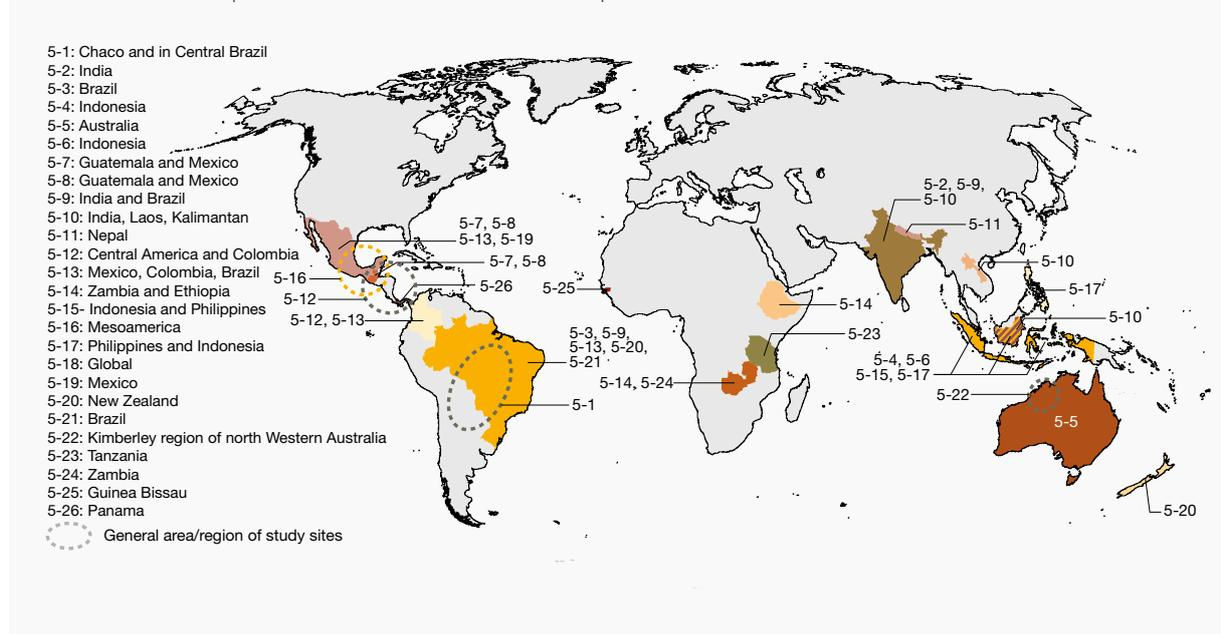 5-1: Chaco and in Central Brazil
5-2: India
5-3: Brazil
5-4: Indonesia
5-5: Australia
5-6: Indonesia
5-7: Guatemala and Mexico
5-8: Guatemala and Mexico
5-9: India and Brazil
5-10: India, Laos, Kalimantan
5-11: Nepal
5-12: Central America and Colombia
5-13: Mexico, Colombia, Brazil
5-14: Zambia and Ethiopia
5-15- Indonesia and Philippines
5-16: Mesoamerica
5-17: Philippines and Indonesia
5-18: Global
5-19: Mexico
5-20: New Zealand
5-21: Brazil
5-22: Kimberley region of north Western Australia
5-23: Tanzania
5-24: Zambia
5-25: Guinea Bissau
5-26: Panama
General area/region of study sites
5-7, 5-8
5-13, 5-19
5-7, 5-8
5-16
5-26
5-12
5-12, 5-13
5-3, 5-9,
5-13, 5-20,
5-21
5-1
5-25
5-14
5-23
5-14, 5-24
5-2, 5-9,
5-10
5-11
5-10
5-17
5-10
5-4, 5-6
5-15, 5-17
5-22
5-5
5-20